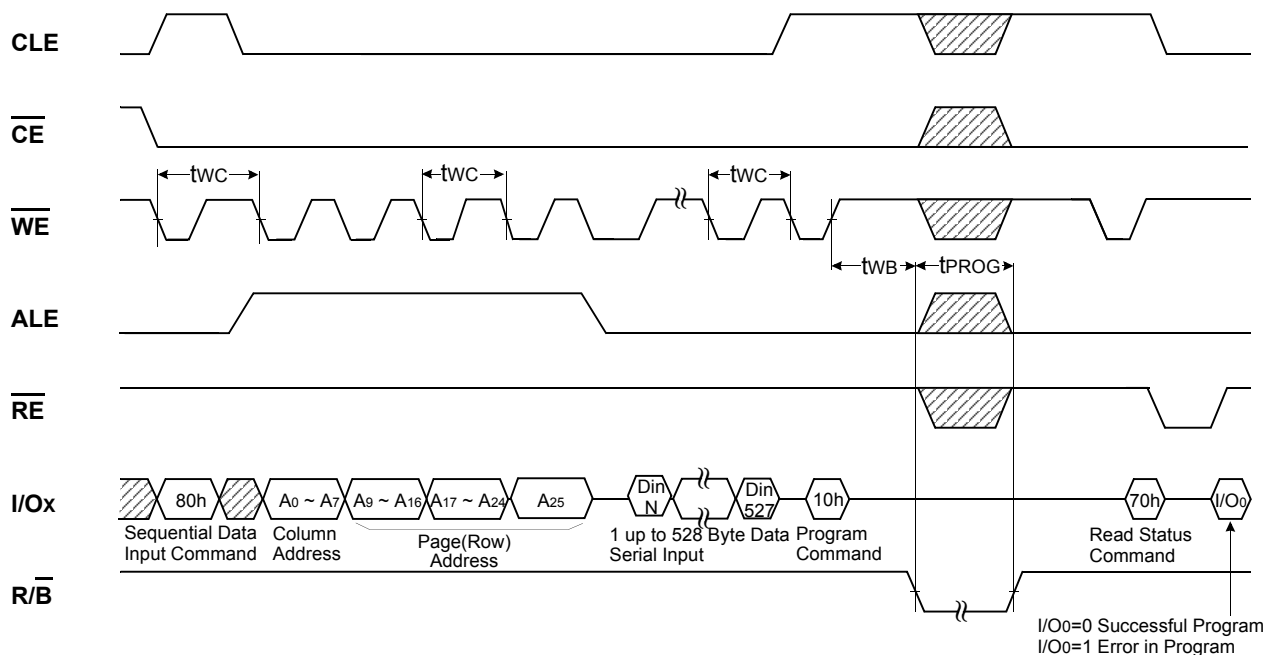 CLE
CE
tWC tWC tWC
WE
tWB tPROG
ALE
RE
I/Ox
80h A0 ~ A7 A9 ~ A16 A17 ~ A24 A25 Din N Din 527 10h 70h I/O0
Sequential Data Input Command
Column Address
Page(Row) Address
1 up to 528 Byte Data Serial Input
Program Command
Read Status Command
R/B
I/O0=0 Successful Program
I/O0=1 Error in Program